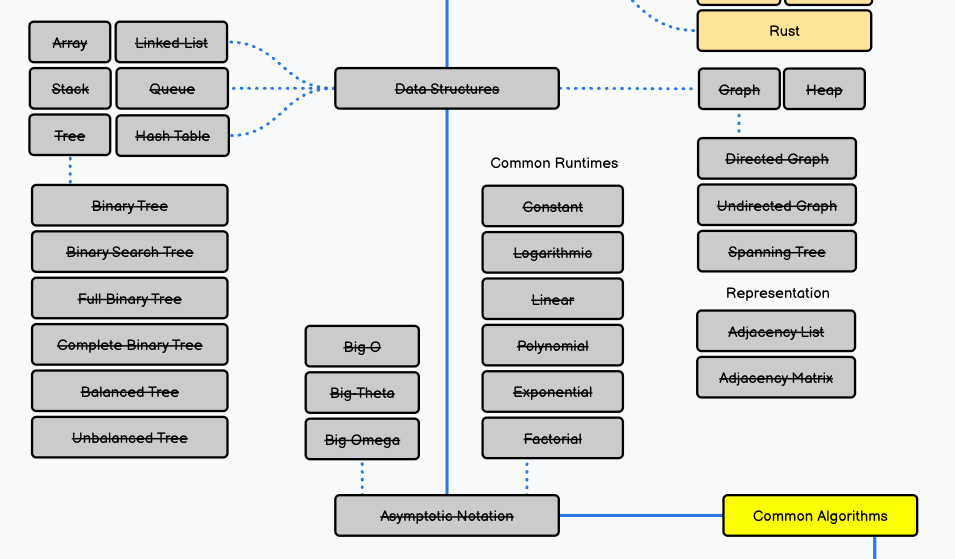 Rust
Array
Linked List
Stack
Queue
Tree
Hash Table
Data Structures
Graph
Heap
Binary Tree
Binary Search Tree
Full Binary Tree
Complete Binary Tree
Balanced Tree
Unbalanced Tree
Big O
Big Theta
Big Omega
Common Runtimes
Constant
Logarithmic
Linear
Polynomial
Exponential
Factorial
Directed Graph
Undirected Graph
Spanning Tree
Representation
Adjacency List
Adjacency Matrix
Asymptotic Notation
Common Algorithms